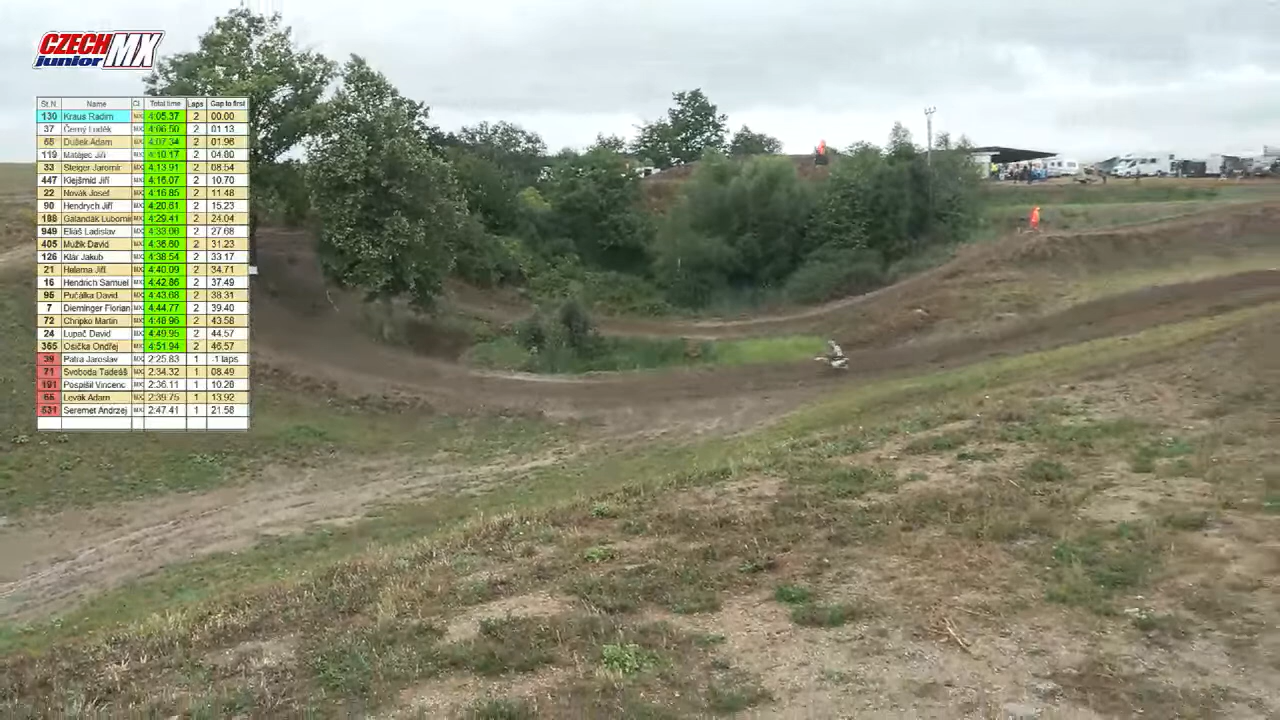 CZECH MX
junior
St.N. Name Cl Total time Laps Gap to first
130 Kraus Radim MX 4:05.37 2 00.00
37 Černý Luděk MX 4:06.50 2 01.13
68 Dušek Adam MX 4:07.34 2 01.96
119 Matějec Jiří MX 4:10.17 2 04.80
33 Steiger Jaromír MX 4:13.91 2 08.54
447 Klejšmíd Jiří MX 4:16.07 2 10.70
22 Novák Josef MX 4:16.85 2 11.48
90 Hendrych Jiří MX 4:20.61 2 15.23
188 Galandák Lubomír MX 4:29.41 2 24.04
949 Eliáš Ladislav MX 4:33.06 2 27.68
405 Mužík David MX 4:36.60 2 31.23
126 Klár Jakub MX 4:38.54 2 33.17
21 Helema Jiří MX 4:40.09 2 34.71
16 Hendrich Samuel MX 4:42.86 2 37.49
95 Pučálka David MX 4:43.68 2 38.31
7 Dieminger Florian MX 4:44.77 2 39.40
72 Chripko Martin MX 4:48.96 2 43.58
24 Lupač David MX 4:49.95 2 44.57
365 Osička Ondřej MX 4:51.94 2 46.57
39 Patra Jaroslav MX 2:25.83 1 -1 laps
71 Svoboda Tadeáš MX 2:34.32 1 08.49
191 Pospíšil Vincenc MX 2:36.11 1 10.28
65 Levák Adam MX 2:39.75 1 13.92
531 Seremet Andrzej MX 2:47.41 1 21.58